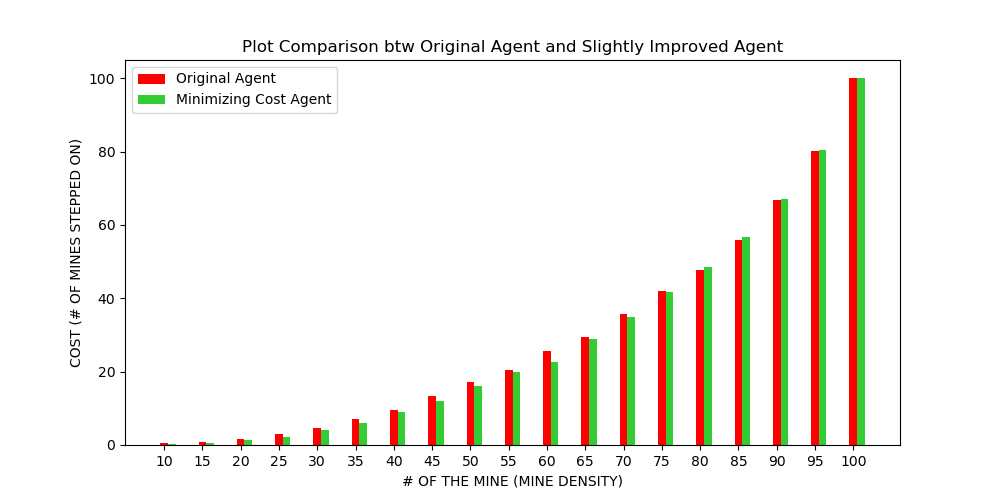 Plot Comparison btw Original Agent and Slightly Improved Agent
Original Agent
Minimizing Cost Agent
COST (# OF MINES STEPPED ON)
100
80
60
40
20
0
10 15 20 25 30 35 40 45 50 55 60 65 70 75 80 85 90 95 100
# OF THE MINE (MINE DENSITY)